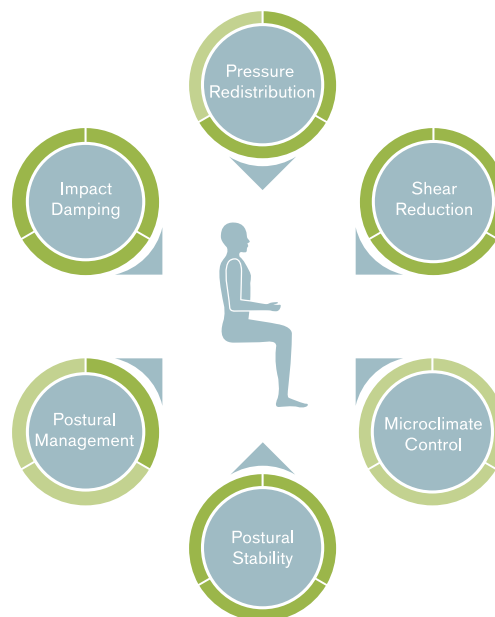 Pressure
Redistribution
Impact
Damping
Shear
Reduction
Postural
Management
Microclimate
Control
Postural
Stability